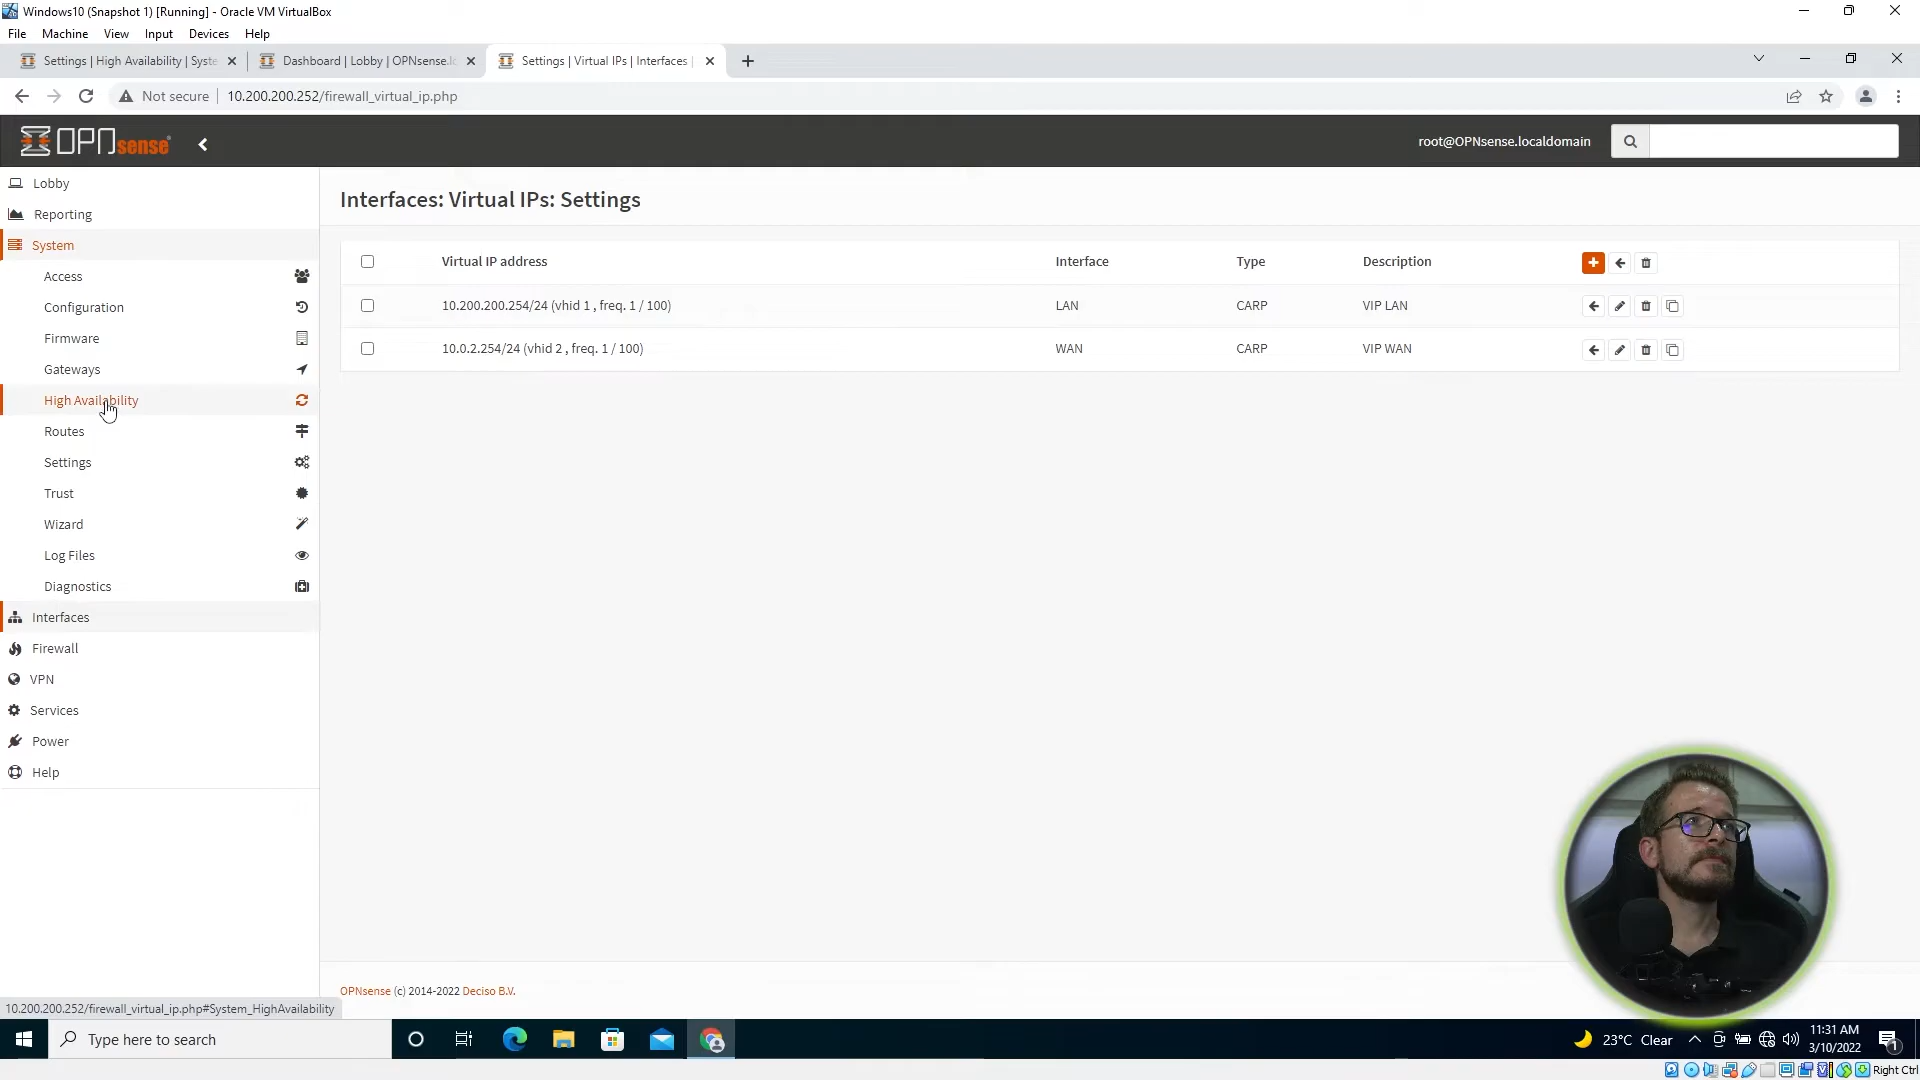 Windows10 (Snapshot 1) [Running] - Oracle VM VirtualBox
File Machine View Input Devices Help
Settings | High Availability | Syste
Dashboard | Lobby | OPNsense.lo
Settings | Virtual IPs | Interfaces |
Not secure
10.200.200.252/firewall_virtual_ip.php
OPNsense
root@OPNsense.localdomain
Lobby
Reporting
System
Access
Configuration
Firmware
Gateways
High Availability
Routes
Settings
Trust
Wizard
Log Files
Diagnostics
Interfaces
Firewall
VPN
Services
Power
Help
Interfaces: Virtual IPs: Settings
Virtual IP address Interface Type Description
10.200.200.254/24 (vhid 1 , freq. 1 / 100) LAN CARP VIP LAN
10.0.2.254/24 (vhid 2 , freq. 1 / 100) WAN CARP VIP WAN
OPNsense (c) 2014-2022 Deciso B.V.
10.200.200.252/firewall_virtual_ip.php#System_HighAvailability
Type here to search
23°C Clear
11:31 AM
3/10/2022
1
Right Ctrl